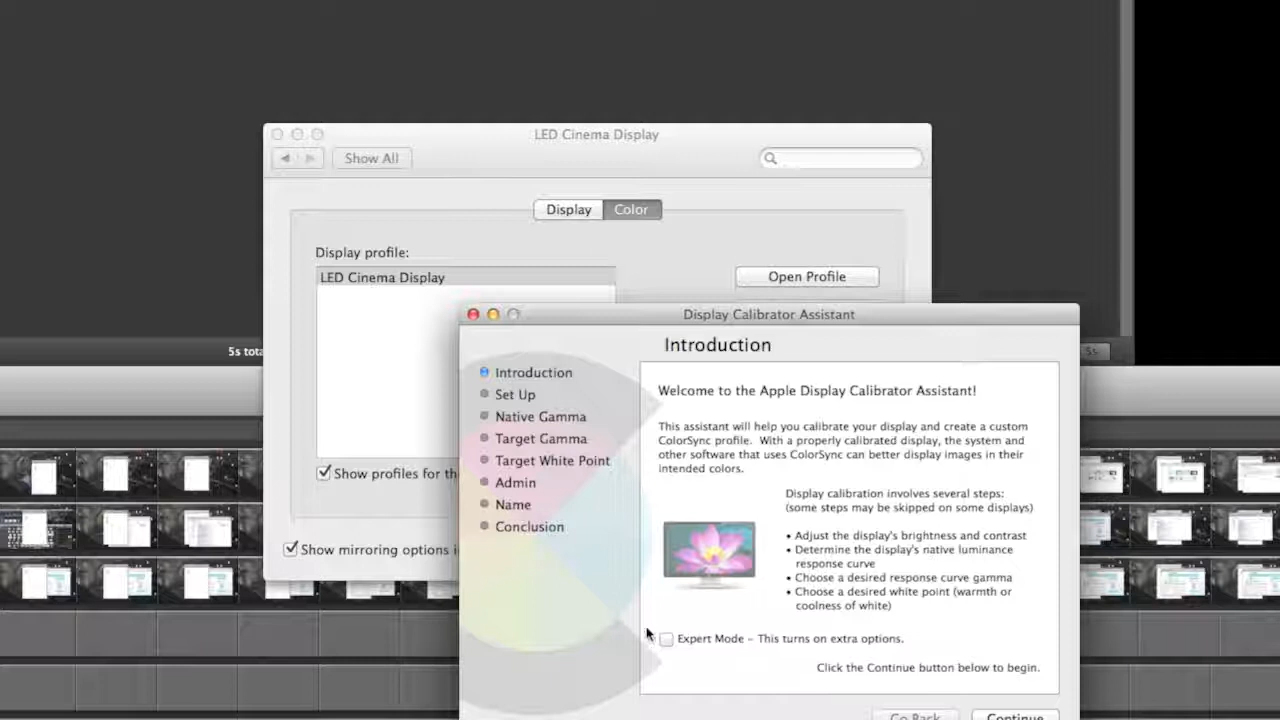 LED Cinema Display
Show All
Display
Color
Display profile:
LED Cinema Display
Open Profile
Display Calibrator Assistant
Introduction
5s
5s
Introduction
Set Up
Native Gamma
Target Gamma
Target White Point
Admin
Name
Conclusion
Welcome to the Apple Display Calibrator Assistant!
This assistant will help you calibrate your display and create a custom
ColorSync profile. With a properly calibrated display, the system and
other software that uses ColorSync can better display images in their
intended colors.
Display calibration involves several steps:
(some steps may be skipped on some displays)
• Adjust the display's brightness and contrast
• Determine the display's native luminance
response curve
• Choose a desired response curve gamma
• Choose a desired white point (warmth or
coolness of white)
Show profiles for
Show mirroring options
Expert Mode – This turns on extra options.
Click the Continue button below to begin.
Go Back
Continue